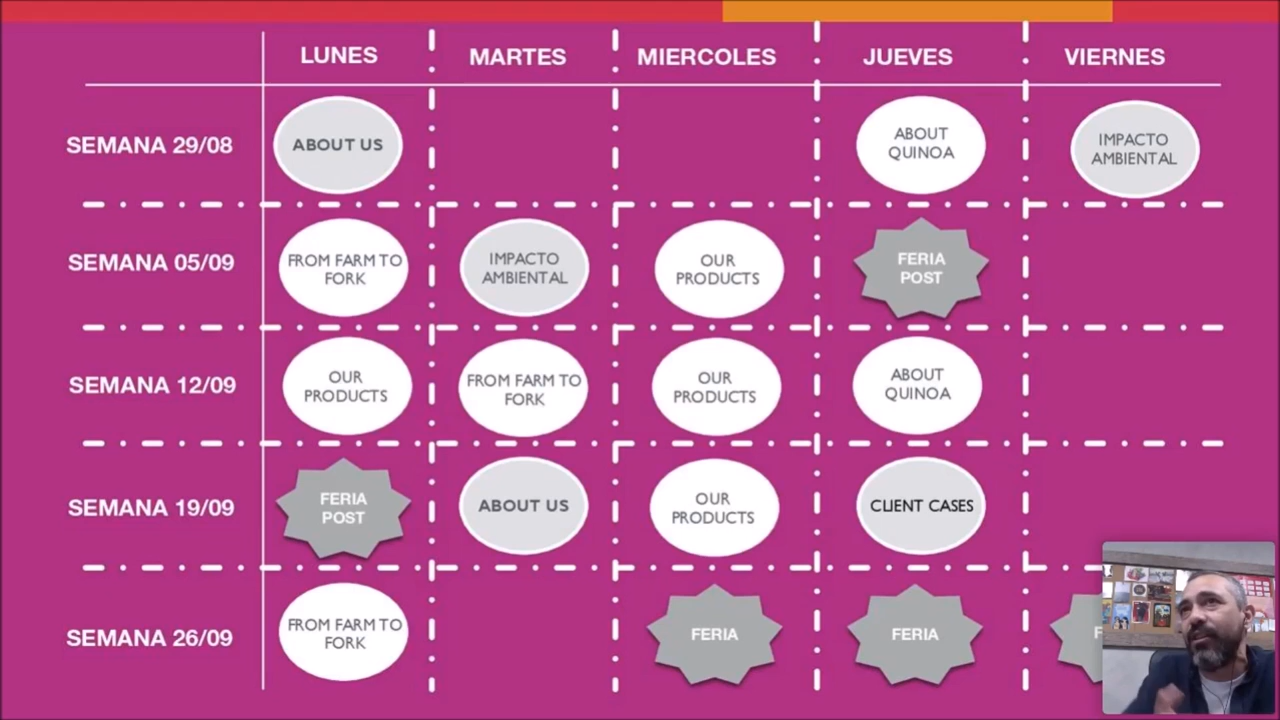 LUNES
MARTES
MIERCOLES
JUEVES
VIERNES
SEMANA 29/08
ABOUT US
ABOUT
QUINOA
IMPACTO
AMBIENTAL
SEMANA 05/09
FROM FARM TO
FORK
IMPACTO
AMBIENTAL
OUR
PRODUCTS
FERIA
POST
SEMANA 12/09
OUR
PRODUCTS
FROM FARM TO
FORK
OUR
PRODUCTS
ABOUT
QUINOA
SEMANA 19/09
FERIA
POST
ABOUT US
OUR
PRODUCTS
CLIENT CASES
SEMANA 26/09
FROM FARM TO
FORK
FERIA
FERIA